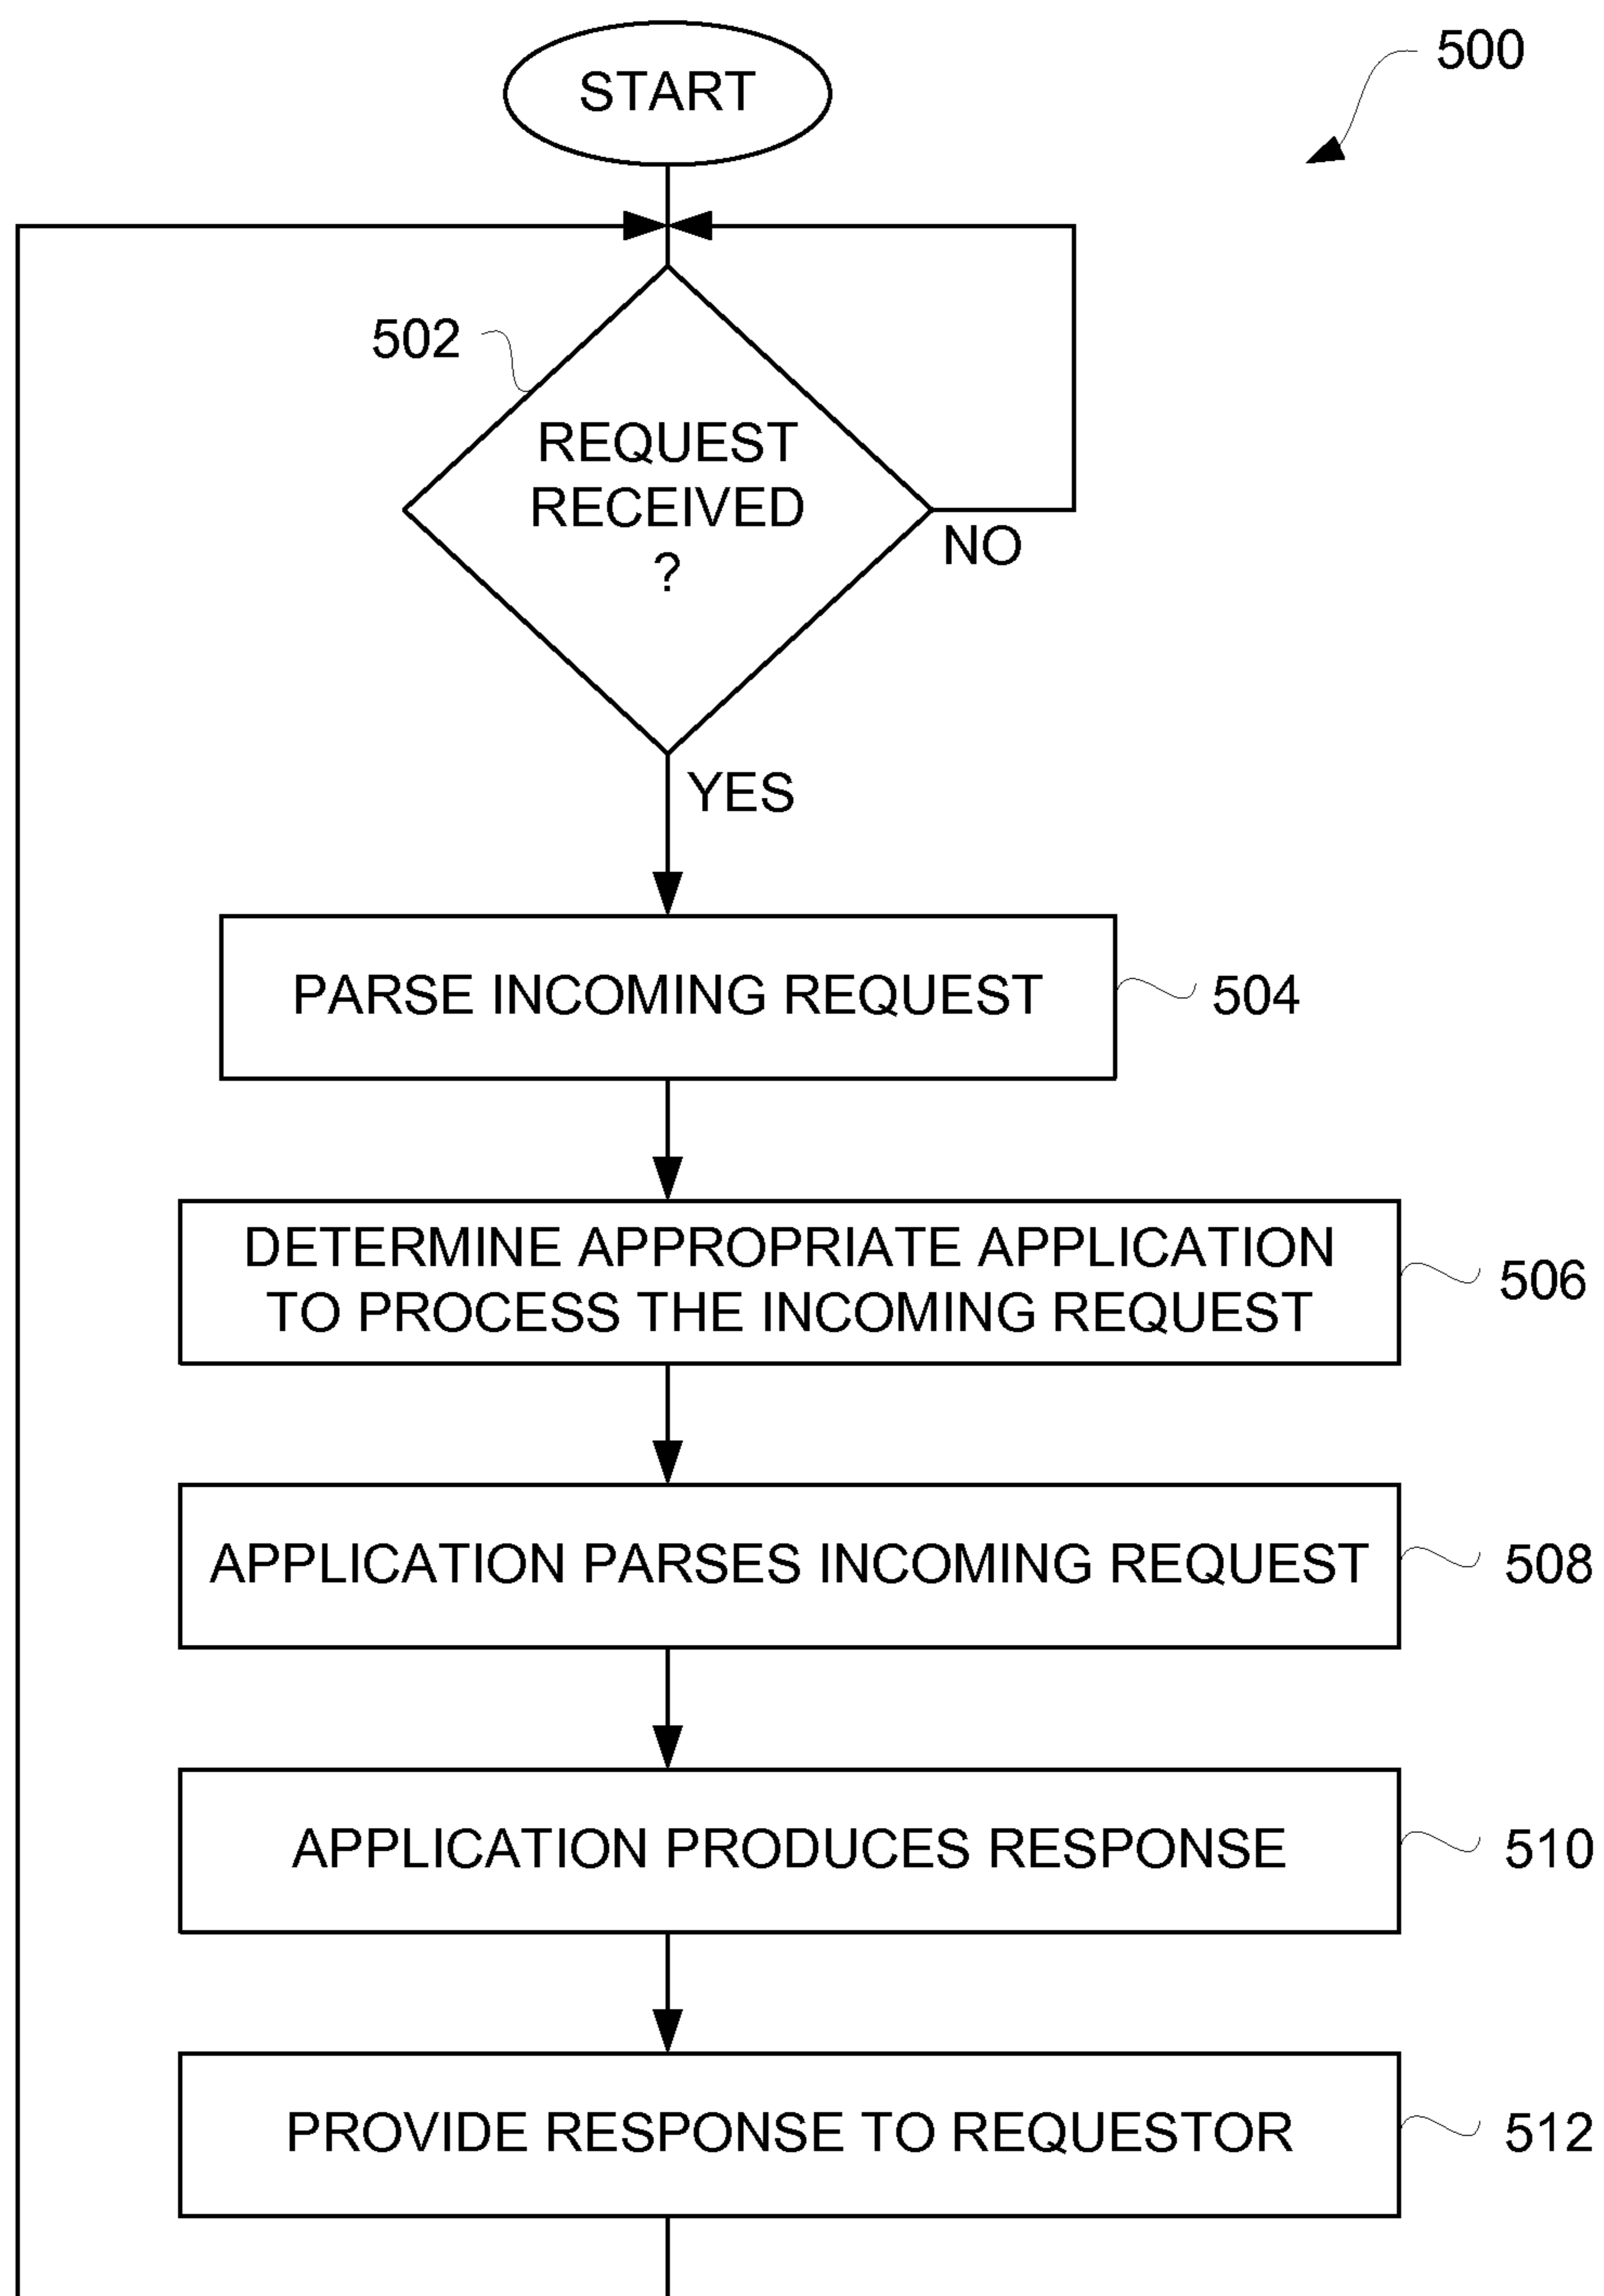 START
500
502
REQUEST
RECEIVED
?
NO
YES
PARSE INCOMING REQUEST
504
DETERMINE APPROPRIATE APPLICATION
TO PROCESS THE INCOMING REQUEST
506
APPLICATION PARSES INCOMING REQUEST
508
APPLICATION PRODUCES RESPONSE
510
PROVIDE RESPONSE TO REQUESTOR
512